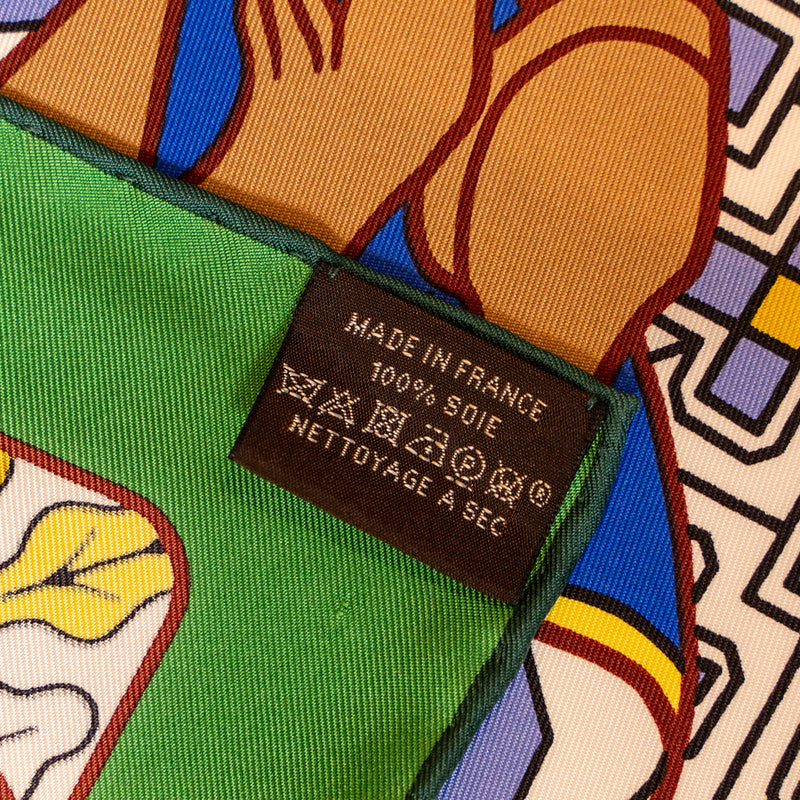 MADE IN FRANCE
100% SOIE
P W ®
NETTOYAGE A SEC